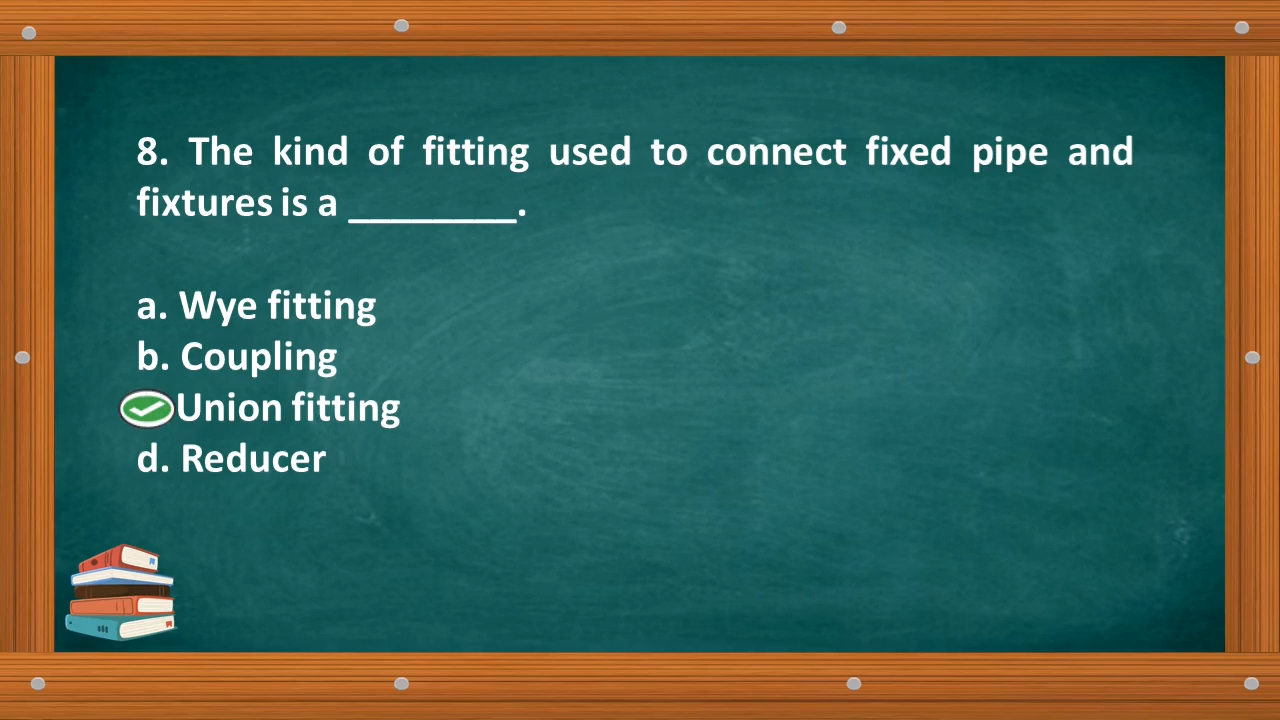 8. The kind of fitting used to connect fixed pipe and
fixtures is a ________.
a. Wye fitting
b. Coupling
Union fitting
d. Reducer